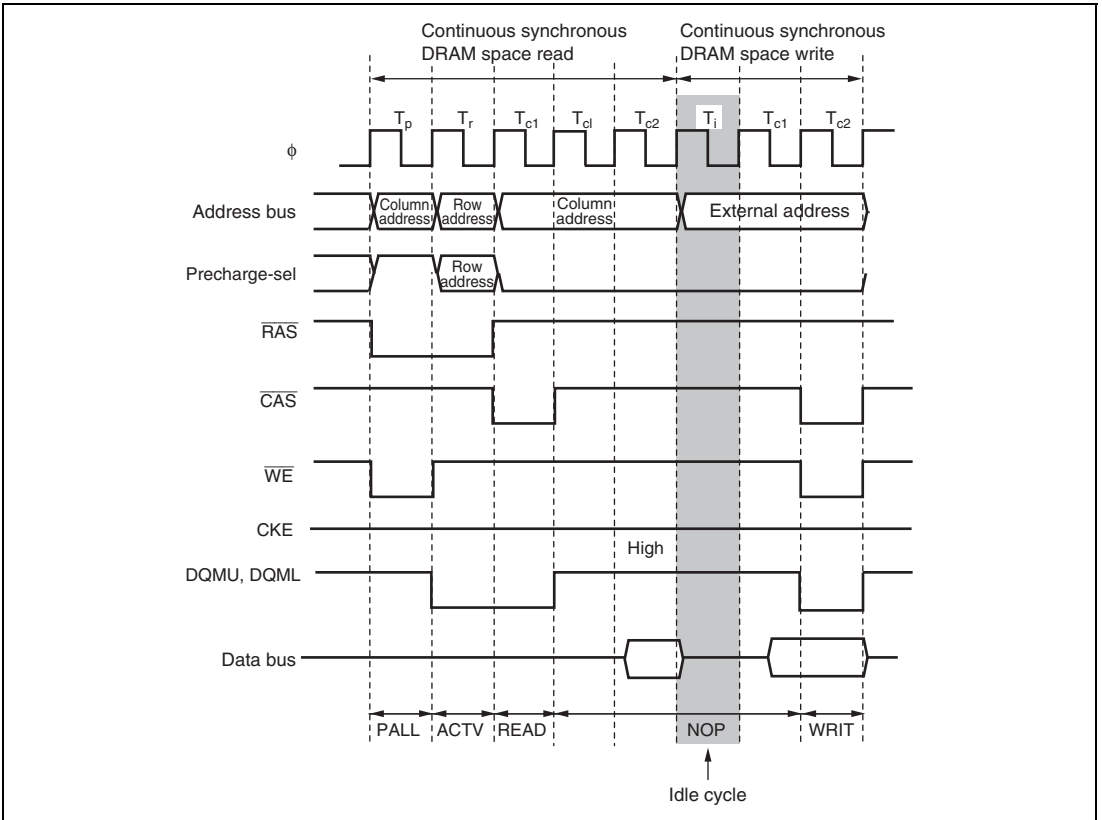 Continuous synchronous
DRAM space read
Continuous synchronous
DRAM space write
Tp Tr Tc1 Tcl Tc2 Ti Tc1 Tc2
ϕ
Address bus
Column
address
Row
address
Column
address
External address
Precharge-sel
Row
address
RAS
CAS
WE
CKE
High
DQMU, DQML
Data bus
PALL ACTV READ NOP WRIT
Idle cycle